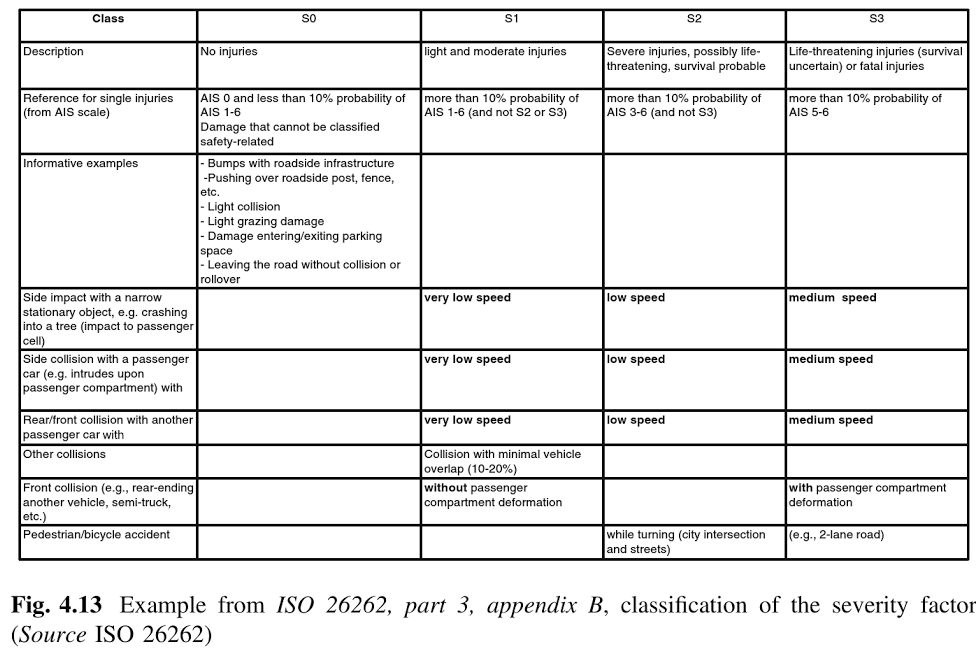 Class S0 S1 S2 S3
Description No injuries light and moderate injuries Severe injuries, possibly life-threatening, survival probable Life-threatening injuries (survival uncertain) or fatal injuries
Reference for single injuries (from AIS scale) AIS 0 and less than 10% probability of AIS 1-6 Damage that cannot be classified safety-related more than 10% probability of AIS 1-6 (and not S2 or S3) more than 10% probability of AIS 3-6 (and not S3) more than 10% probability of AIS 5-6
Informative examples - Bumps with roadside infrastructure
-Pushing over roadside post, fence, etc.
- Light collision
- Light grazing damage
- Damage entering/exiting parking space
- Leaving the road without collision or rollover
Side impact with a narrow stationary object, e.g. crashing into a tree (impact to passenger cell) very low speed low speed medium speed
Side collision with a passenger car (e.g. intrudes upon passenger compartment) with very low speed low speed medium speed
Rear/front collision with another passenger car with very low speed low speed medium speed
Other collisions Collision with minimal vehicle overlap (10-20%)
Front collision (e.g., rear-ending another vehicle, semi-truck, etc.) without passenger compartment deformation with passenger compartment deformation
Pedestrian/bicycle accident while turning (city intersection and streets) (e.g., 2-lane road)
Fig. 4.13 Example from ISO 26262, part 3, appendix B, classification of the severity factor
(Source ISO 26262)